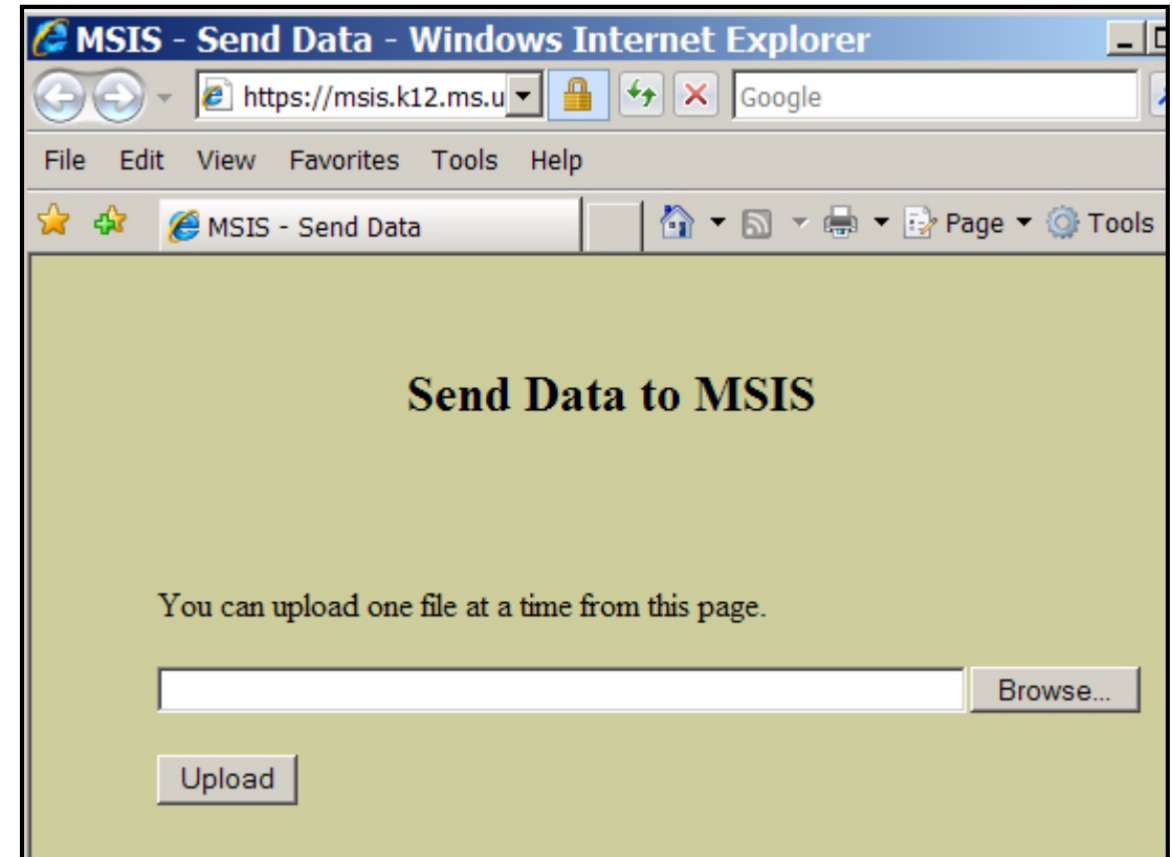 MSIS - Send Data - Windows Internet Explorer
https://msis.k12.ms.u Google
File Edit View Favorites Tools Help
MSIS - Send Data Page Tools
Send Data to MSIS
You can upload one file at a time from this page.
Browse...
Upload